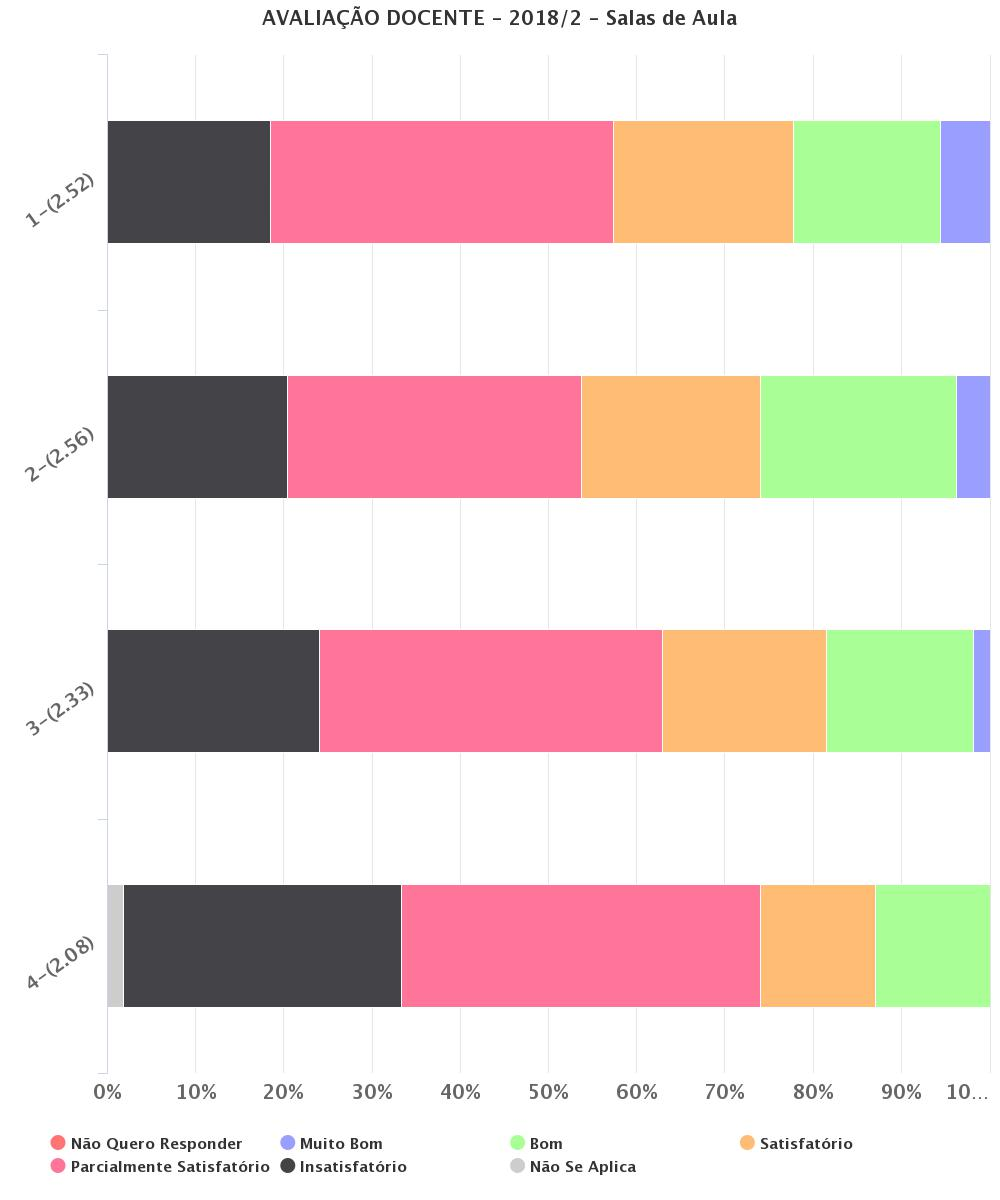 AVALIAÇÃO DOCENTE - 2018/2 - Salas de Aula
1-(2.52)
2-(2.56)
3-(2.33)
4-(2.08)
0% 10% 20% 30% 40% 50% 60% 70% 80% 90% 10...
Não Quero Responder Muito Bom Bom Satisfatório
Parcialmente Satisfatório Insatisfatório Não Se Aplica